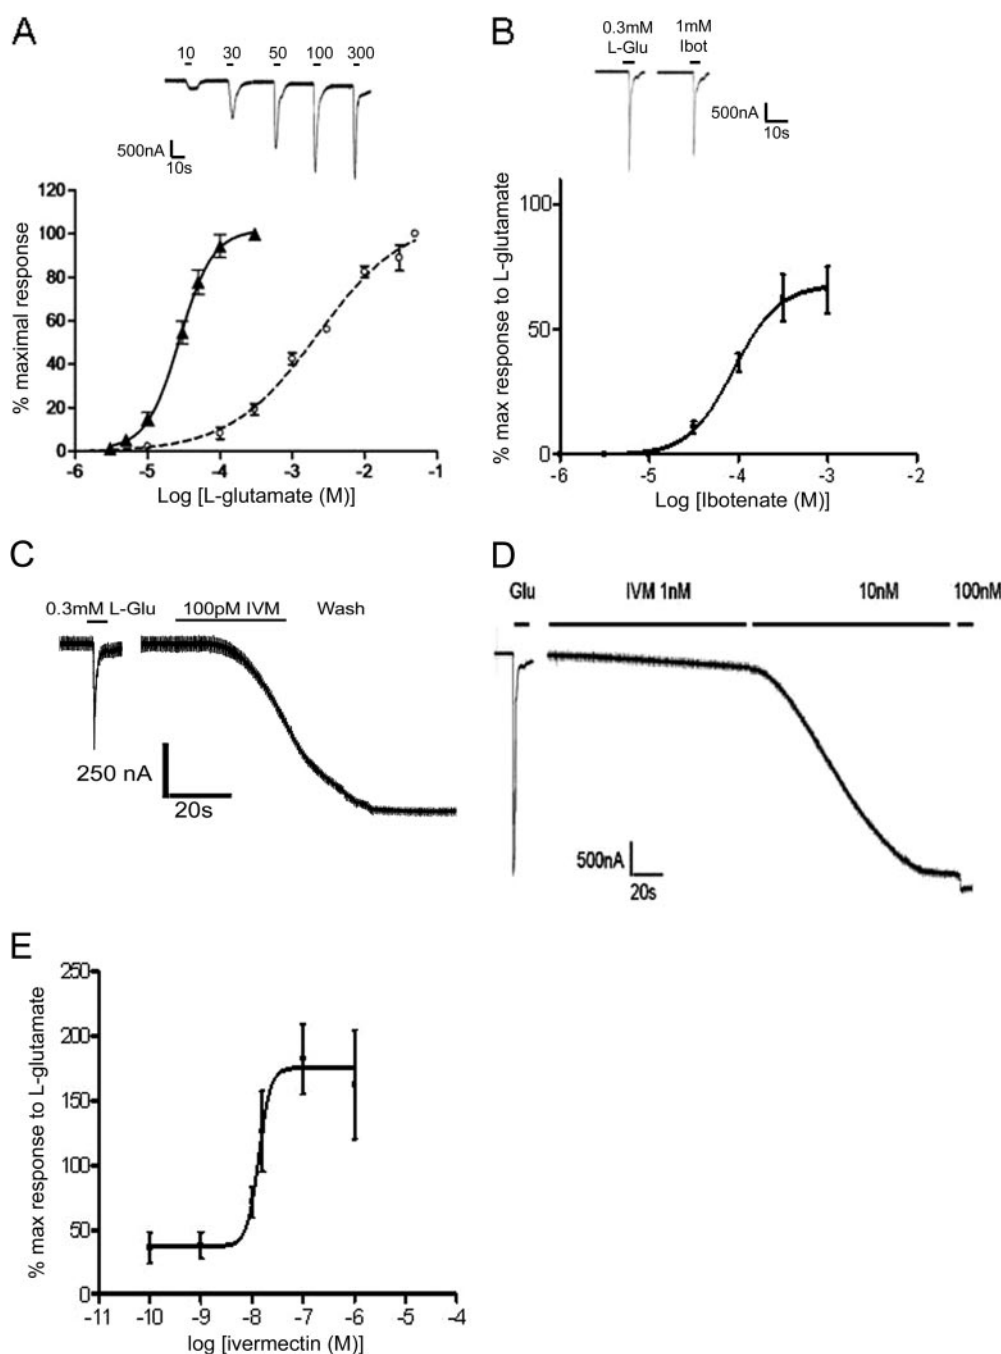 A
10 30 50 100 300
500nA
10s
120
100
80
60
40
20
0
-6 -5 -4 -3 -2 -1 0
% maximal response
Log [L-glutamate (M)]
B
0.3mM 1mM
L-Glu Ibot
500nA
10s
100
50
0
-6 -5 -4 -3 -2
% max response to L-glutamate
Log [Ibotenate (M)]
C
0.3mM L-Glu 100pM IVM Wash
250 nA
20s
D
Glu IVM 1nM 10nM 100nM
500nA
20s
E
250
200
150
100
50
0
-11 -10 -9 -8 -7 -6 -5 -4
% max response to L-glutamate
log [ivermectin (M)]